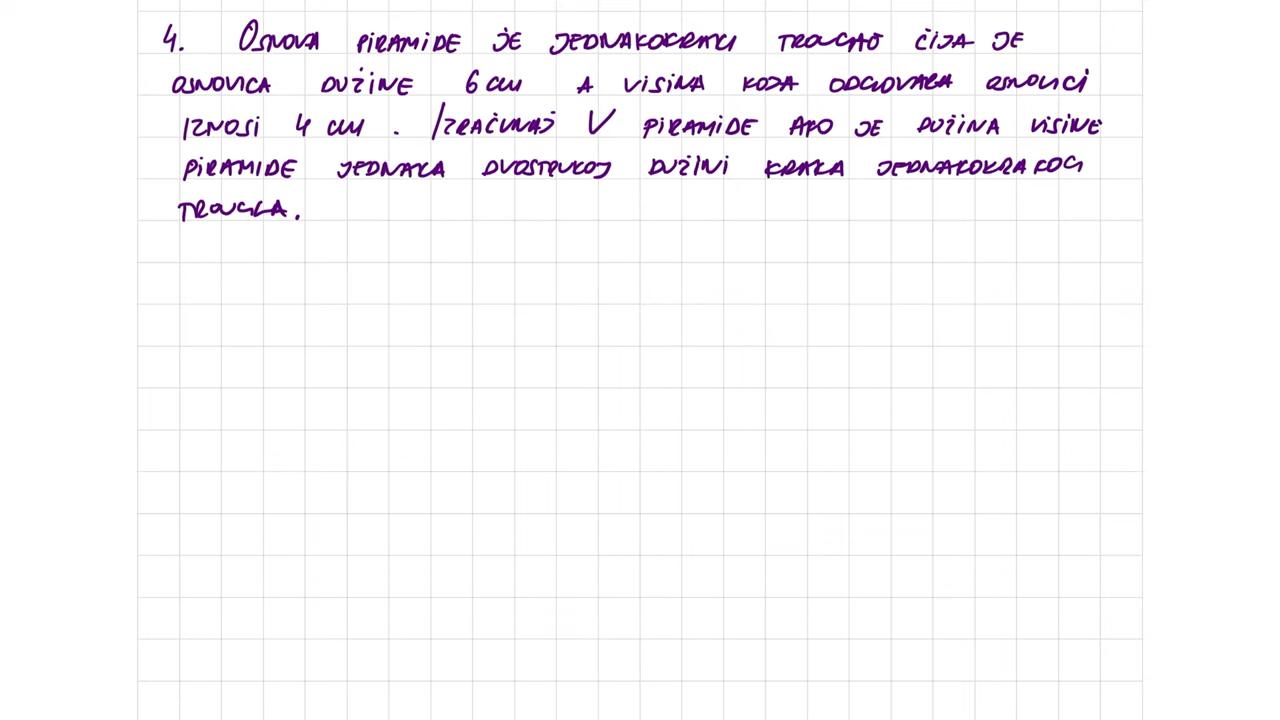 4. OSNOVA PIRAMIDE JE JEDNAKOKRAKI TROUGAO ČIJA JE
OSNOVICA DUŽINE 6 CM A VISINA KOJA ODGOVARA OSNOVICI
IZNOSI 4 CM. IZRAČUNAJ V PIRAMIDE AKO JE DUŽINA VISINE
PIRAMIDE JEDNAKA DVOSTRUKOJ DUŽINI KRAKA JEDNAKOKRAKOG
TROUGLA.